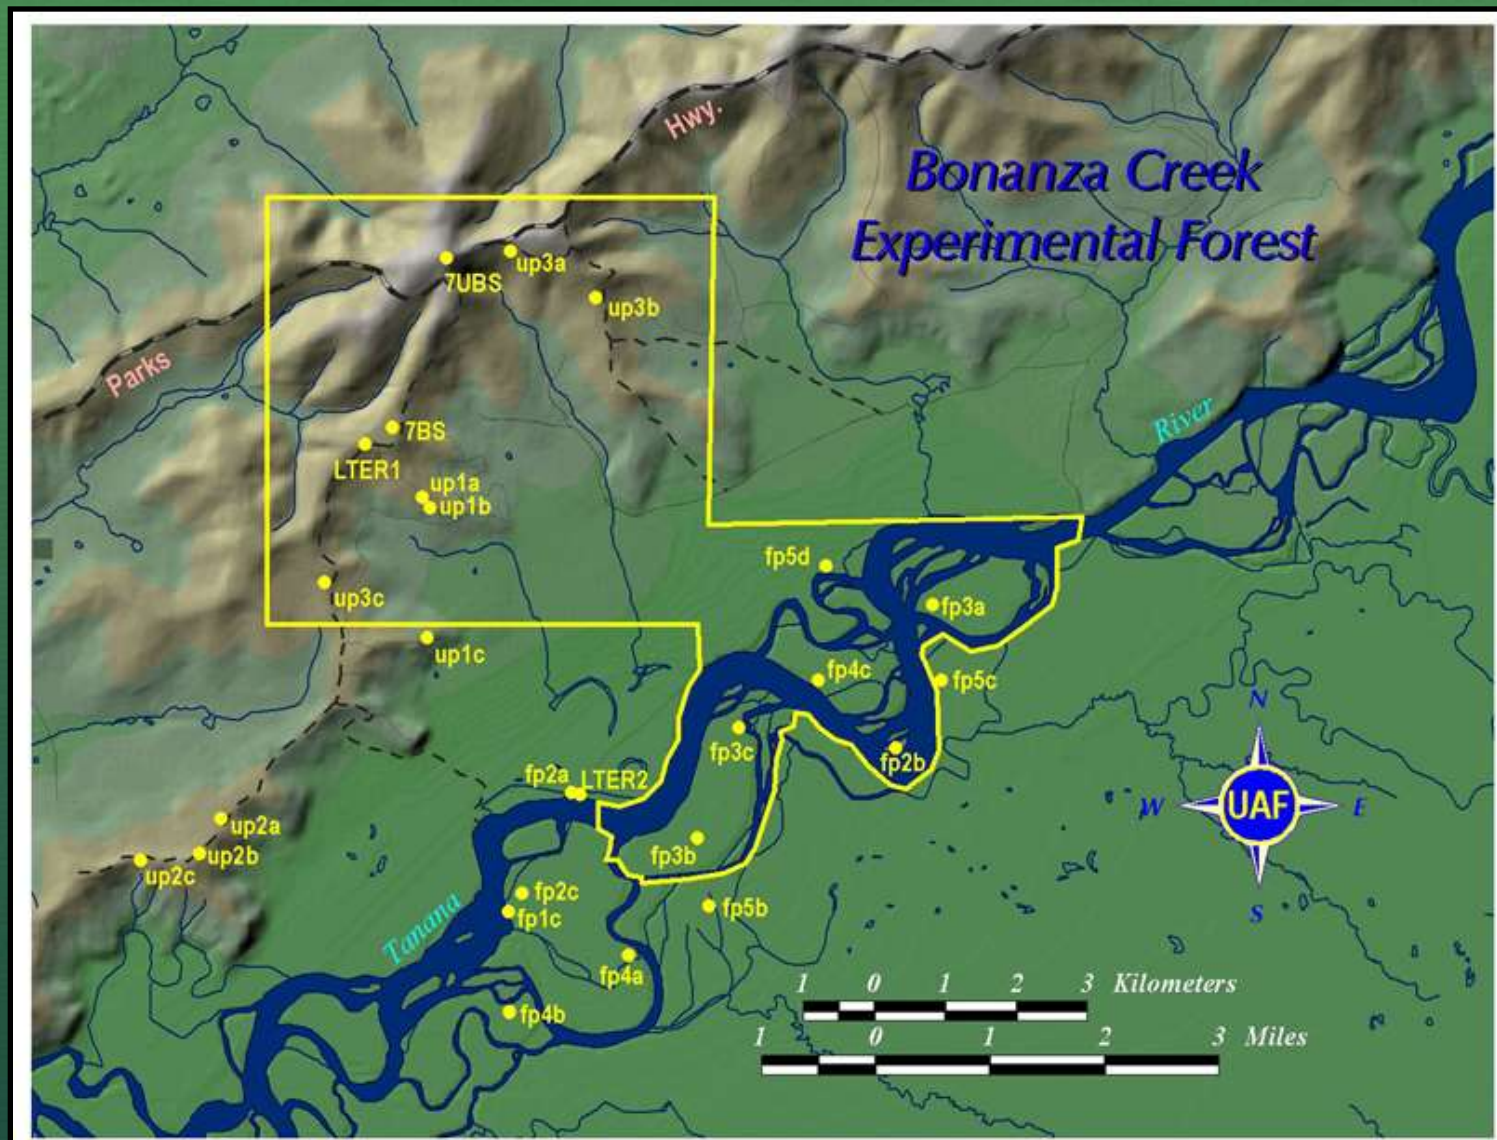 Hwy.
Bonanza Creek
Experimental Forest
up3a
7UBS
up3b
Parks
River
7BS
LTER1
up1a
up1b
fp5d
up3c
fp3a
up1c
fp4c
fp5c
N
fp3c
fp2b
fp2a
LTER2
W
UAF
E
up2a
up2b
fp3b
up2c
fp2c
fp5b
S
fp1c
Tanana
fp4a
1 0 1 2 3 Kilometers
fp4b
1 0 1 2 3 Miles